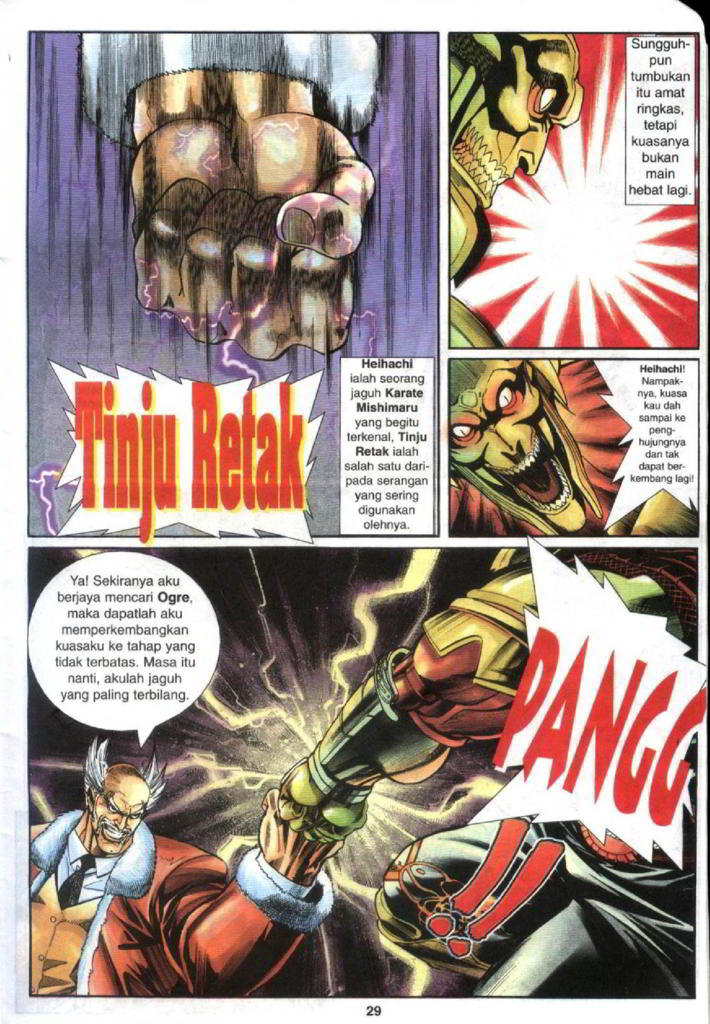 Tinju Retak
Heihachi
ialah seorang
jaguh Karate
Mishimaru
yang begitu
terkenal, Tinju
Retak ialah
salah satu dari-
pada serangan
yang sering
digunakan
olehnya.
Sungguh-
pun
tumbukan
itu amat
ringkas,
tetapi
kuasanya
bukan
main
hebat lagi.
Heihachi!
Nampak-
nya, kuasa
kau dah
sampai ke
peng-
hujungnya
dan tak
dapat ber-
kembang lagi!
Ya! Sekiranya aku
berjaya mencari Ogre,
maka dapatlah aku
memperkembangkan
kuasaku ke tahap yang
tidak terbatas. Masa itu
nanti, akulah jaguh
yang paling terbilang.
PANGG
29